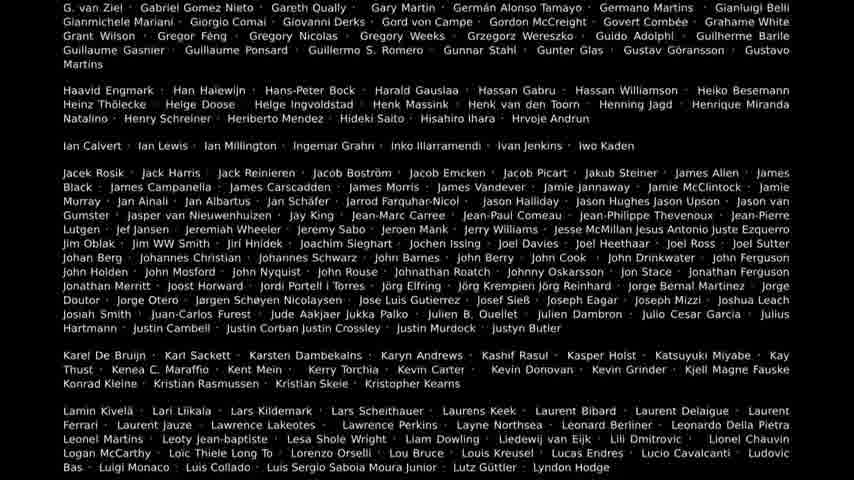 G. van Ziel · Gabriel Gomez Nieto · Gareth Qually · Gary Martin · Germán Alonso Tamayo · Germano Martins · Gianluigi Belli
Gianmichele Mariani · Giorgio Comai · Giovanni Derks · Gord von Campe · Gordon McCreight · Govert Combée · Grahame White
Grant Wilson · Gregor Féng · Gregory Nicolas · Gregory Weeks · Grzegorz Wereszko · Guido Adolphi · Guilherme Barile
Guillaume Gasnier · Guillaume Ponsard · Guillermo S. Romero · Gunnar Stahl · Gunter Glas · Gustav Göransson · Gustavo
Martins
Haavid Engmark · Han Haiewijn · Hans-Peter Bock · Harald Gauslaa · Hassan Gabru · Hassan Williamson · Heiko Besemann
Heinz Thölecke · Helge Doose · Helge Ingvoldstad · Henk Massink · Henk van den Toorn · Henning Jagd · Henrique Miranda
Natalino · Henry Schreiner · Heriberto Mendez · Hideki Saito · Hisahiro Ihara · Hrvoje Andrun
Ian Calvert · Ian Lewis · Ian Millington · Ingemar Grahn · Inko Illarramendi · Ivan Jenkins · Iwo Kaden
Jacek Rosik · Jack Harris · Jack Reinieren · Jacob Boström · Jacob Emcken · Jacob Picart · Jakub Steiner · James Allen · James
Black · James Campanella · James Carscadden · James Morris · James Vandever · Jamie Jannaway · Jamie McClintock · Jamie
Murray · Jan Ainali · Jan Albartus · Jan Schäfer · Jarrod Farquhar-Nicol · Jason Halliday · Jason Hughes Jason Upson · Jason van
Gumster · Jasper van Nieuwenhuizen · Jay King · Jean-Marc Carree · Jean-Paul Comeau · Jean-Philippe Thevenoux · Jean-Pierre
Lutgen · Jef Jansen · Jeremiah Wheeler · Jeremy Sabo · Jeroen Mank · Jerry Williams · Jesse McMillan Jesus Antonio Juste Ezquerro
Jim Oblak · Jim WW Smith · Jirí Hnídek · Joachim Sieghart · Jochen Issing · Joel Davies · Joel Heethaar · Joel Ross · Joel Sutter
Johan Berg · Johannes Christian · Johannes Schwarz · John Barnes · John Berry · John Cook · John Drinkwater · John Ferguson
John Holden · John Mosford · John Nyquist · John Rouse · Johnathan Roatch · Johnny Oskarsson · Jon Stace · Jonathan Ferguson
Jonathan Merritt · Joost Horward · Jordi Portell i Torres · Jörg Elfring · Jörg Krempien Jörg Reinhard · Jorge Bernal Martinez · Jorge
Doutor · Jorge Otero · Jørgen Schøyen Nicolaysen · Jose Luis Gutierrez · Josef Sieß · Joseph Eagar · Joseph Mizzi · Joshua Leach
Josiah Smith · Juan-Carlos Furest · Jude Aakjaer Jukka Palko · Julien B. Ouellet · Julien Dambron · Julio Cesar Garcia · Julius
Hartmann · Justin Cambell · Justin Corban Justin Crossley · Justin Murdock · Justyn Butler
Karel De Bruijn · Karl Sackett · Karsten Dambekalns · Karyn Andrews · Kashif Rasul · Kasper Holst · Katsuyuki Miyabe · Kay
Thust · Kenea C. Maraffio · Kent Mein · Kerry Torchia · Kevin Carter · Kevin Donovan · Kevin Grinder · Kjell Magne Fauske
Konrad Kleine · Kristian Rasmussen · Kristian Skeie · Kristopher Kearns
Lamin Kivelä · Lari Liikala · Lars Kildemark · Lars Scheithauer · Laurens Keek · Laurent Bibard · Laurent Delaigue · Laurent
Ferrari · Laurent Jauze · Lawrence Lakeotes · Lawrence Perkins · Layne Northsea · Leonard Berliner · Leonardo Della Pietra
Leonel Martins · Leoty Jean-baptiste · Lesa Shole Wright · Liam Dowling · Liedewij van Eijk · Lili Dmitrovic · Lionel Chauvin
Logan McCarthy · Loïc Thiele Long To · Lorenzo Orselli · Lou Bruce · Louis Kreusel · Lucas Endres · Lucio Cavalcanti · Ludovic
Bas · Luigi Monaco · Luis Collado · Luis Sergio Saboia Moura Junior · Lutz Güttler · Lyndon Hodge